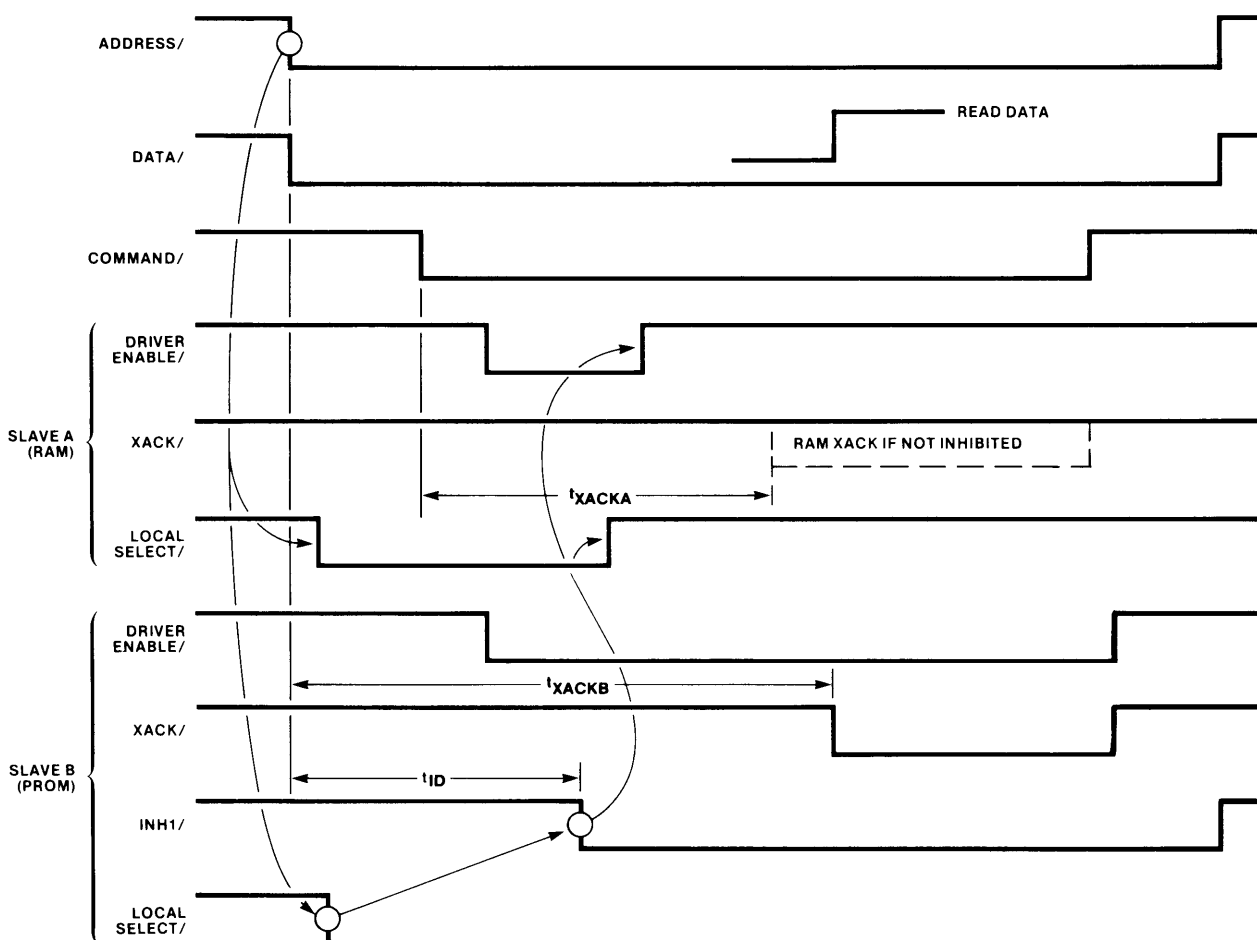 ADDRESS/
READ DATA
DATA/
COMMAND/
SLAVE A
(RAM)
DRIVER
ENABLE/
XACK/
RAM XACK IF NOT INHIBITED
tXACKA
LOCAL
SELECT/
SLAVE B
(PROM)
DRIVER
ENABLE/
tXACKB
XACK/
tID
INH1/
LOCAL
SELECT/